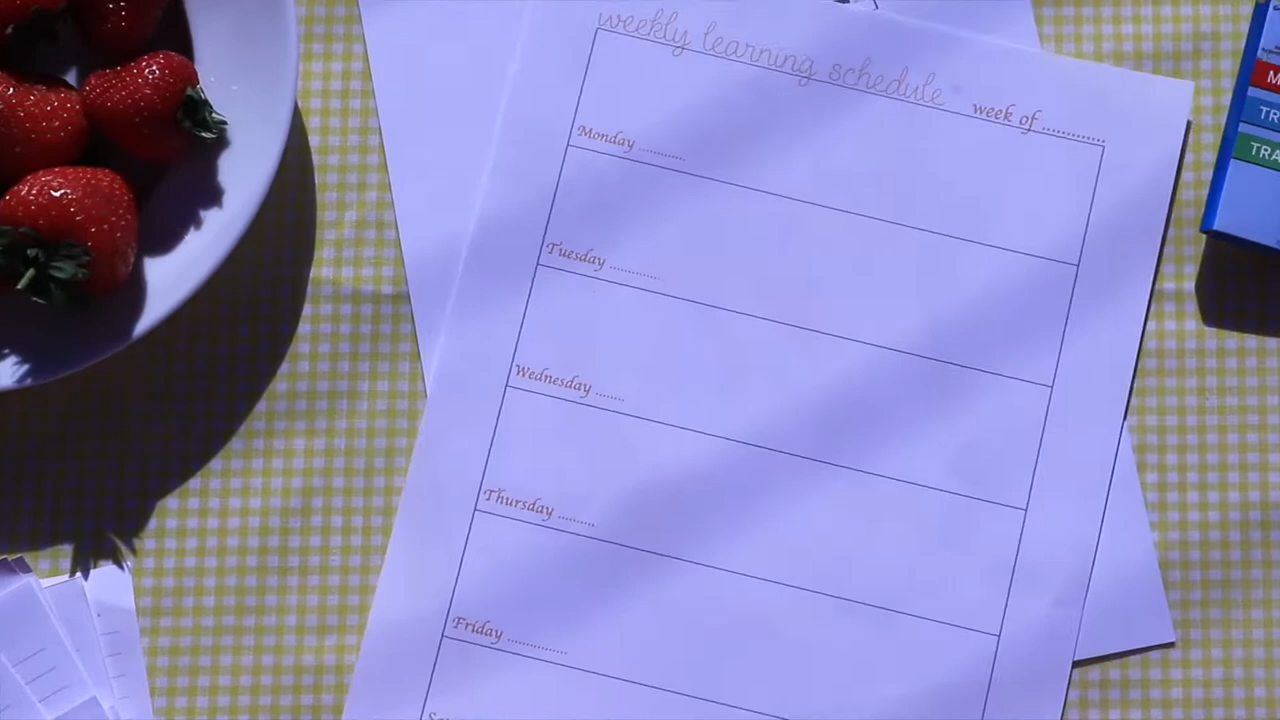 weekly learning schedule week of ............
Monday ...........
Tuesday ............
Wednesday .......
Thursday .........
Friday ..............